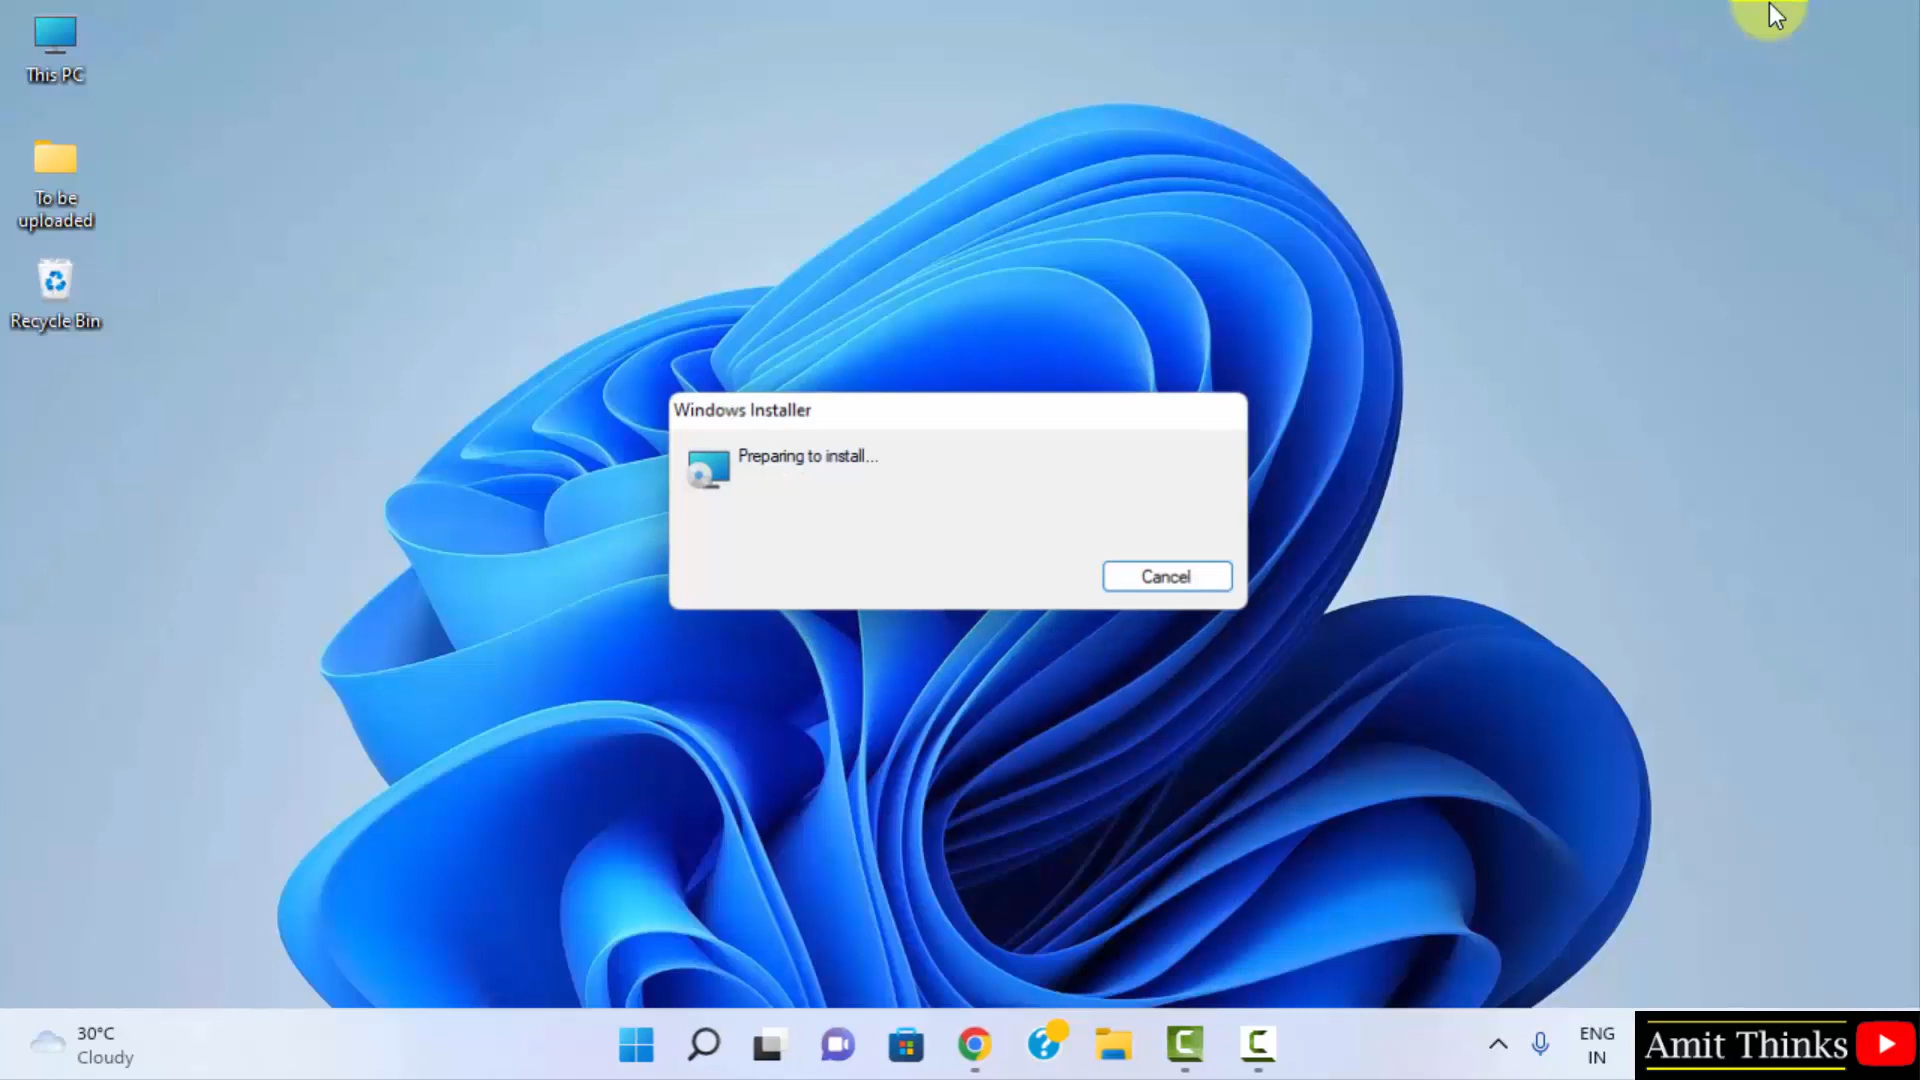 This PC
To be
uploaded
Recycle Bin
Windows Installer
Preparing to install...
Cancel
30°C
Cloudy
ENG
IN
Amit Thinks